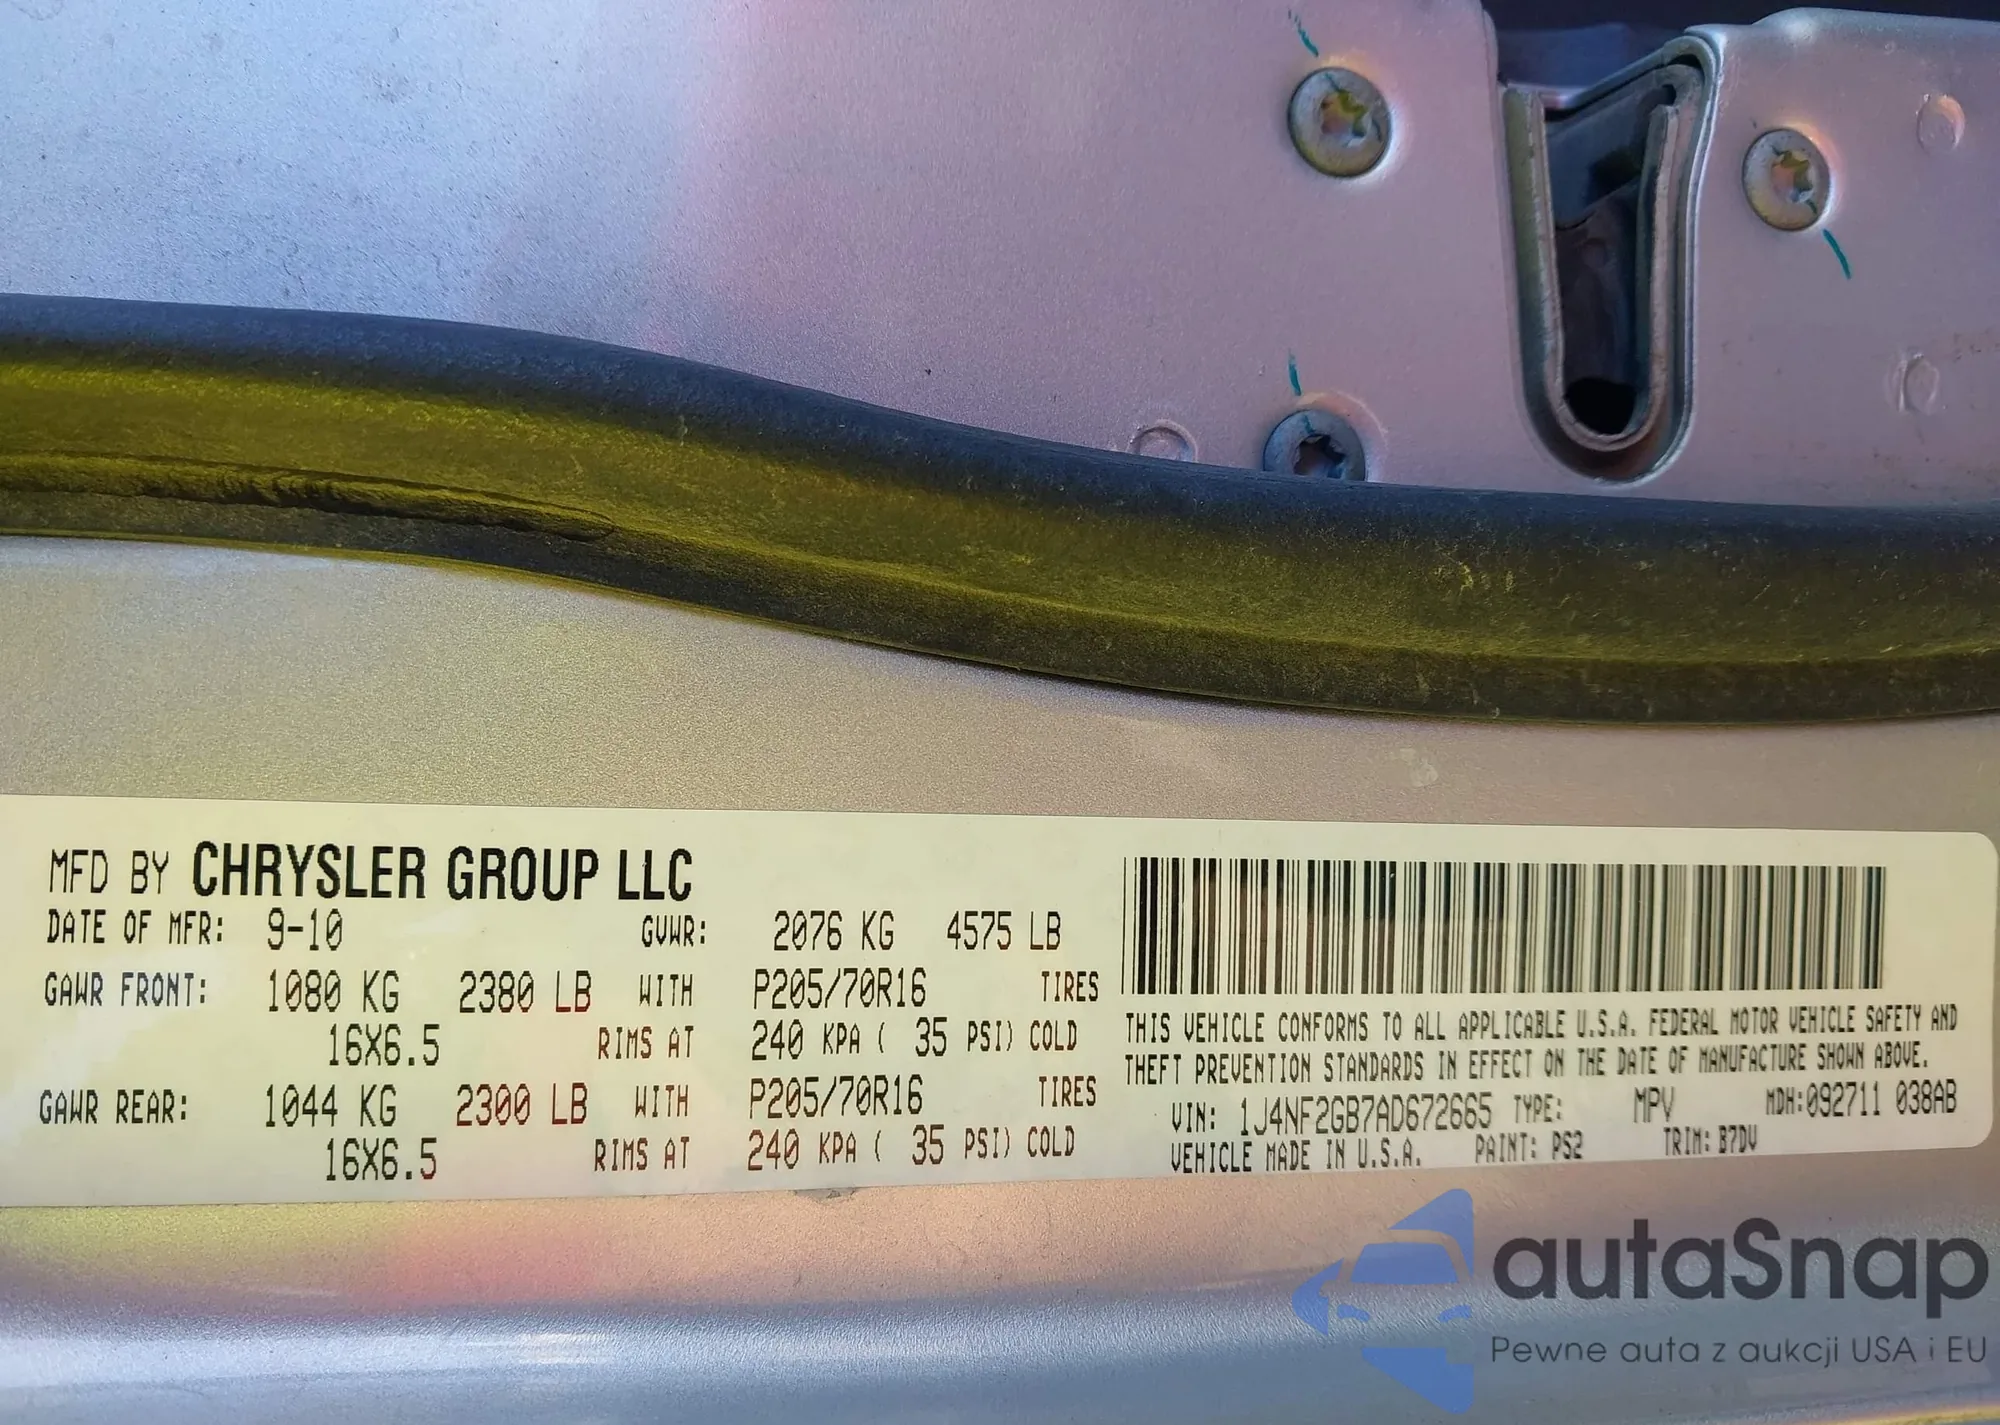 MFD BY CHRYSLER GROUP LLC
DATE OF MFR: 9-10 GVWR: 2076 KG 4575 LB
GAWR FRONT: 1080 KG 2380 LB WITH P205/70R16 TIRES
16X6.5 RIMS AT 240 KPA ( 35 PSI) COLD
GAWR REAR: 1044 KG 2300 LB WITH P205/70R16 TIRES
16X6.5 RIMS AT 240 KPA ( 35 PSI) COLD
THIS VEHICLE CONFORMS TO ALL APPLICABLE U.S.A. FEDERAL MOTOR VEHICLE SAFETY AND
THEFT PREVENTION STANDARDS IN EFFECT ON THE DATE OF MANUFACTURE SHOWN ABOVE.
VIN: 1J4NF2GB7AD672665 TYPE: MPV MDH:092711 038AB
VEHICLE MADE IN U.S.A. PAINT: PS2 TRIM: B7DV
autaSnap
Pewne auta z aukcji USA i EU